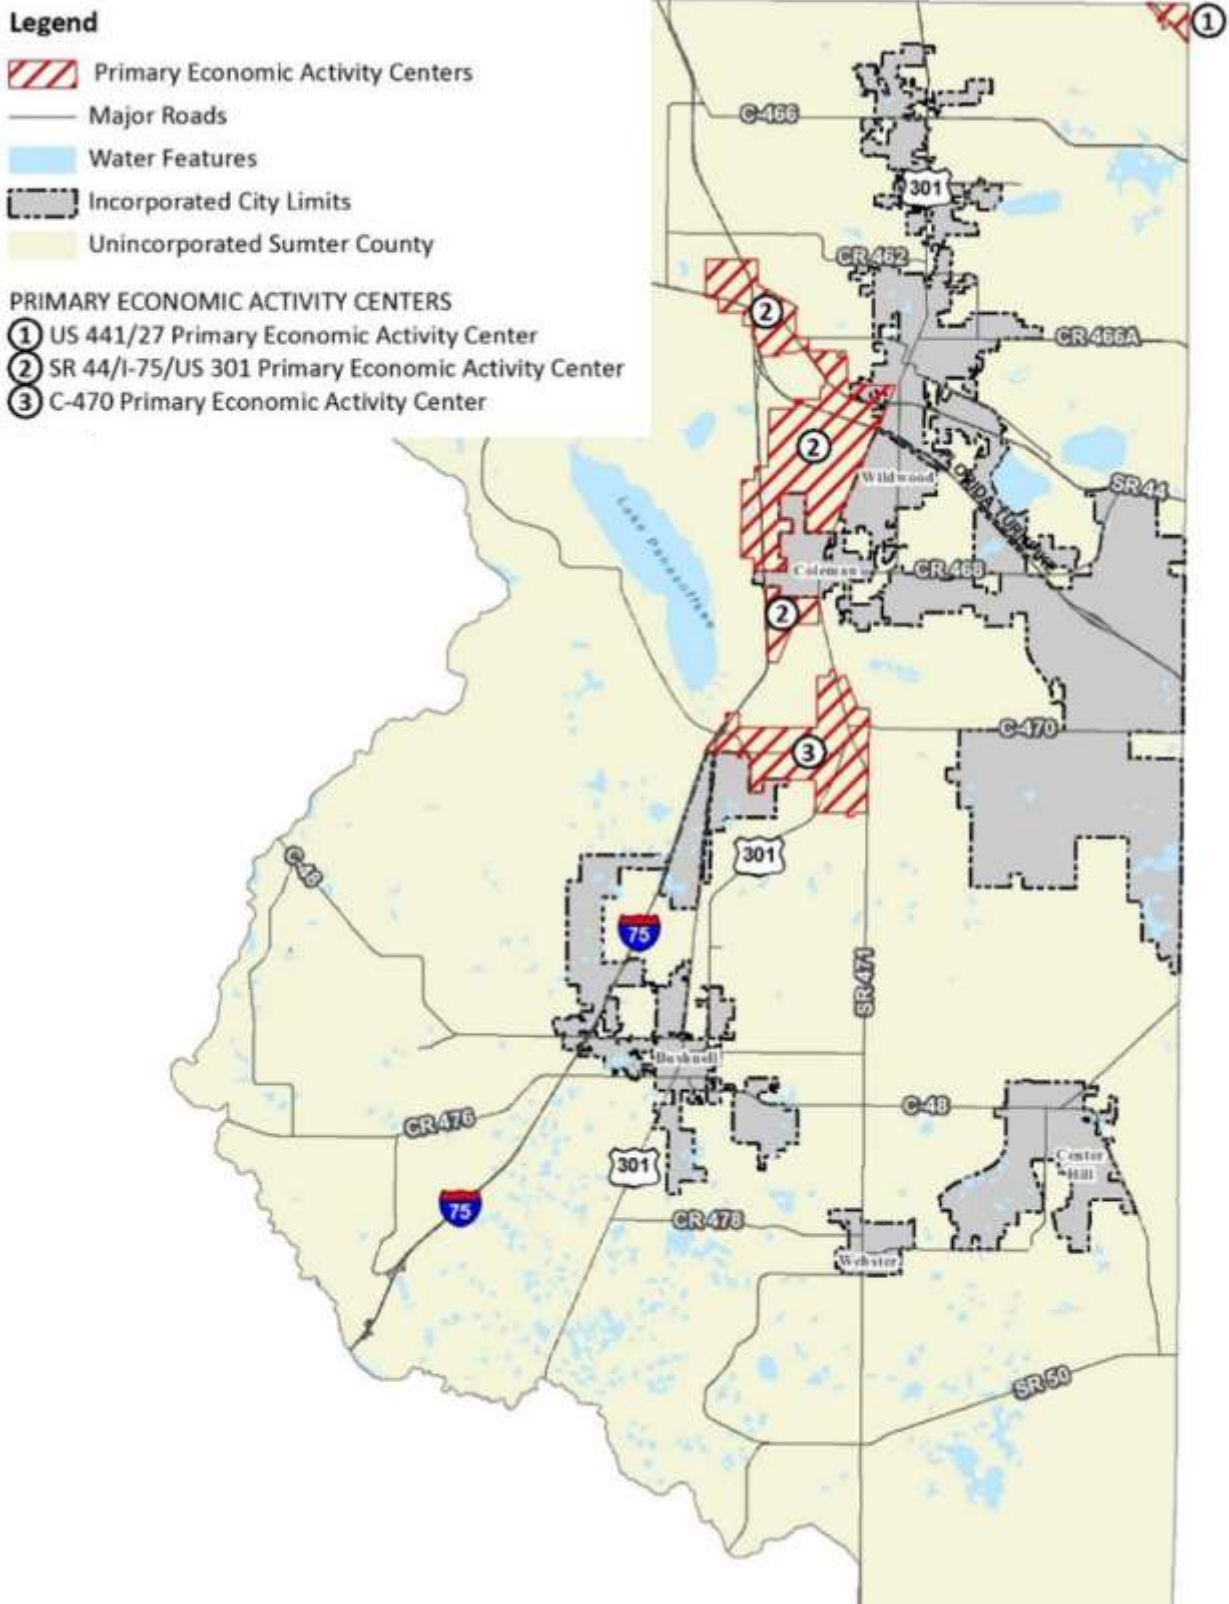 Legend
Primary Economic Activity Centers
Major Roads
Water Features
Incorporated City Limits
Unincorporated Sumter County
PRIMARY ECONOMIC ACTIVITY CENTERS
1 US 441/27 Primary Economic Activity Center
2 SR 44/I-75/US 301 Primary Economic Activity Center
3 C-470 Primary Economic Activity Center
1
C-466
301
CR 462
2
CR 466A
2
Wildwood
SR 44
Lake Panasoffkee
Coleman
CR 468
2
C-470
3
301
C-48
75
SR 471
Bushnell
C-48
CR 476
Center
Hill
301
75
CR 478
Webster
SR 50